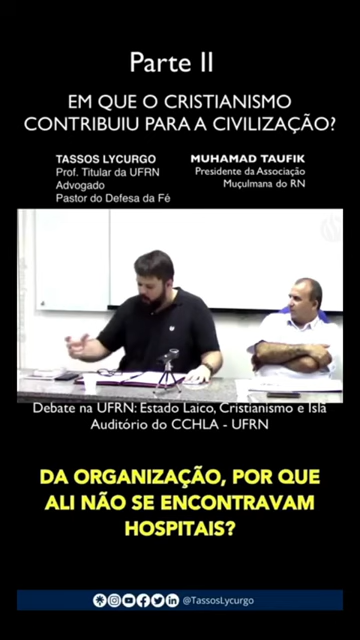 Parte II
EM QUE O CRISTIANISMO
CONTRIBUIU PARA A CIVILIZAÇÃO?
TASSOS LYCURGO
Prof. Titular da UFRN
Advogado
Pastor do Defesa da Fé
MUHAMAD TAUFIK
Presidente da Associação
Muçulmana do RN
Debate na UFRN: Estado Laico, Cristianismo e Islã
Auditório do CCHLA - UFRN
DA ORGANIZAÇÃO, POR QUE
ALI NÃO SE ENCONTRAVAM
HOSPITAIS?
@TassosLycurgo